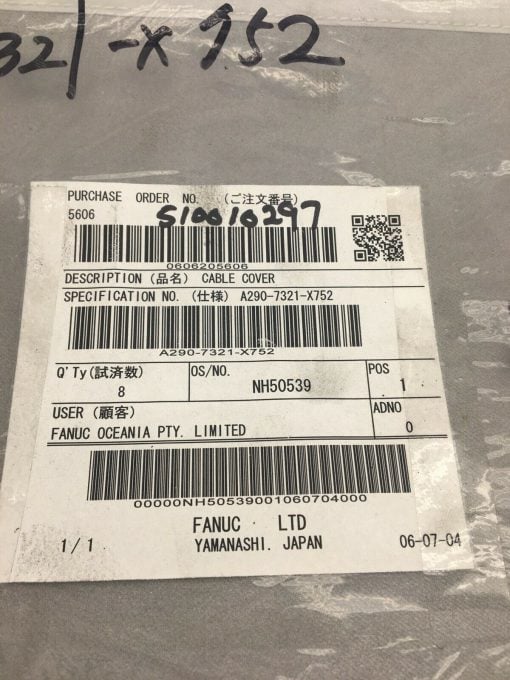 321-X752
PURCHASE ORDER NO. (ご注文番号)
5606 S10010297
0606205606
DESCRIPTION (品名) CABLE COVER
SPECIFICATION NO. (仕様) A290-7321-X752
A290-7321-X752
Q'Ty(試済数) OS/NO. POS
8 NH50539 1
USER (顧客) ADNO
FANUC OCEANIA PTY. LIMITED 0
00000NH50539001060704000
FANUC LTD
1/1 YAMANASHI. JAPAN 06-07-04